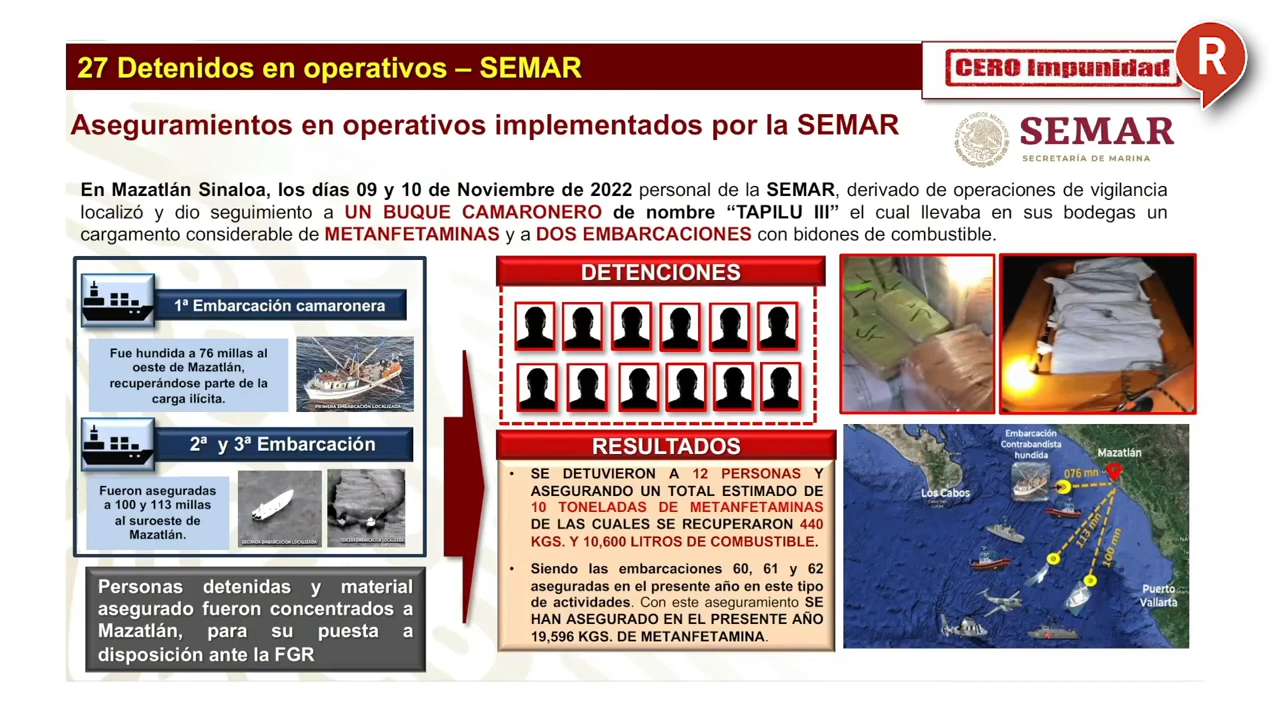 27 Detenidos en operativos – SEMAR
CERO Impunidad
R
Aseguramientos en operativos implementados por la SEMAR
SEMAR
SECRETARÍA DE MARINA
En Mazatlán Sinaloa, los días 09 y 10 de Noviembre de 2022 personal de la SEMAR, derivado de operaciones de vigilancia
localizó y dio seguimiento a UN BUQUE CAMARONERO de nombre “TAPILU III” el cual llevaba en sus bodegas un
cargamento considerable de METANFETAMINAS y a DOS EMBARCACIONES con bidones de combustible.
1ª Embarcación camaronera
Fue hundida a 76 millas al
oeste de Mazatlán,
recuperándose parte de la
carga ilícita.
PRIMERA EMBARCACIÓN LOCALIZADA
2ª y 3ª Embarcación
Fueron aseguradas
a 100 y 113 millas
al suroeste de
Mazatlán.
SEGUNDA EMBARCACIÓN LOCALIZADA
TERCERA EMBARCACIÓN LOCALIZADA
Personas detenidas y material
asegurado fueron concentrados a
Mazatlán, para su puesta a
disposición ante la FGR
DETENCIONES
RESULTADOS
• SE DETUVIERON A 12 PERSONAS Y
ASEGURANDO UN TOTAL ESTIMADO DE
10 TONELADAS DE METANFETAMINAS
DE LAS CUALES SE RECUPERARON 440
KGS. Y 10,600 LITROS DE COMBUSTIBLE.
• Siendo las embarcaciones 60, 61 y 62
aseguradas en el presente año en este tipo
de actividades. Con este aseguramiento SE
HAN ASEGURADO EN EL PRESENTE AÑO
19,596 KGS. DE METANFETAMINA.
Embarcación
Contrabandista
hundida
Mazatlán
076 mn
Los Cabos
113 mn
100 mn
Puerto
Vallarta